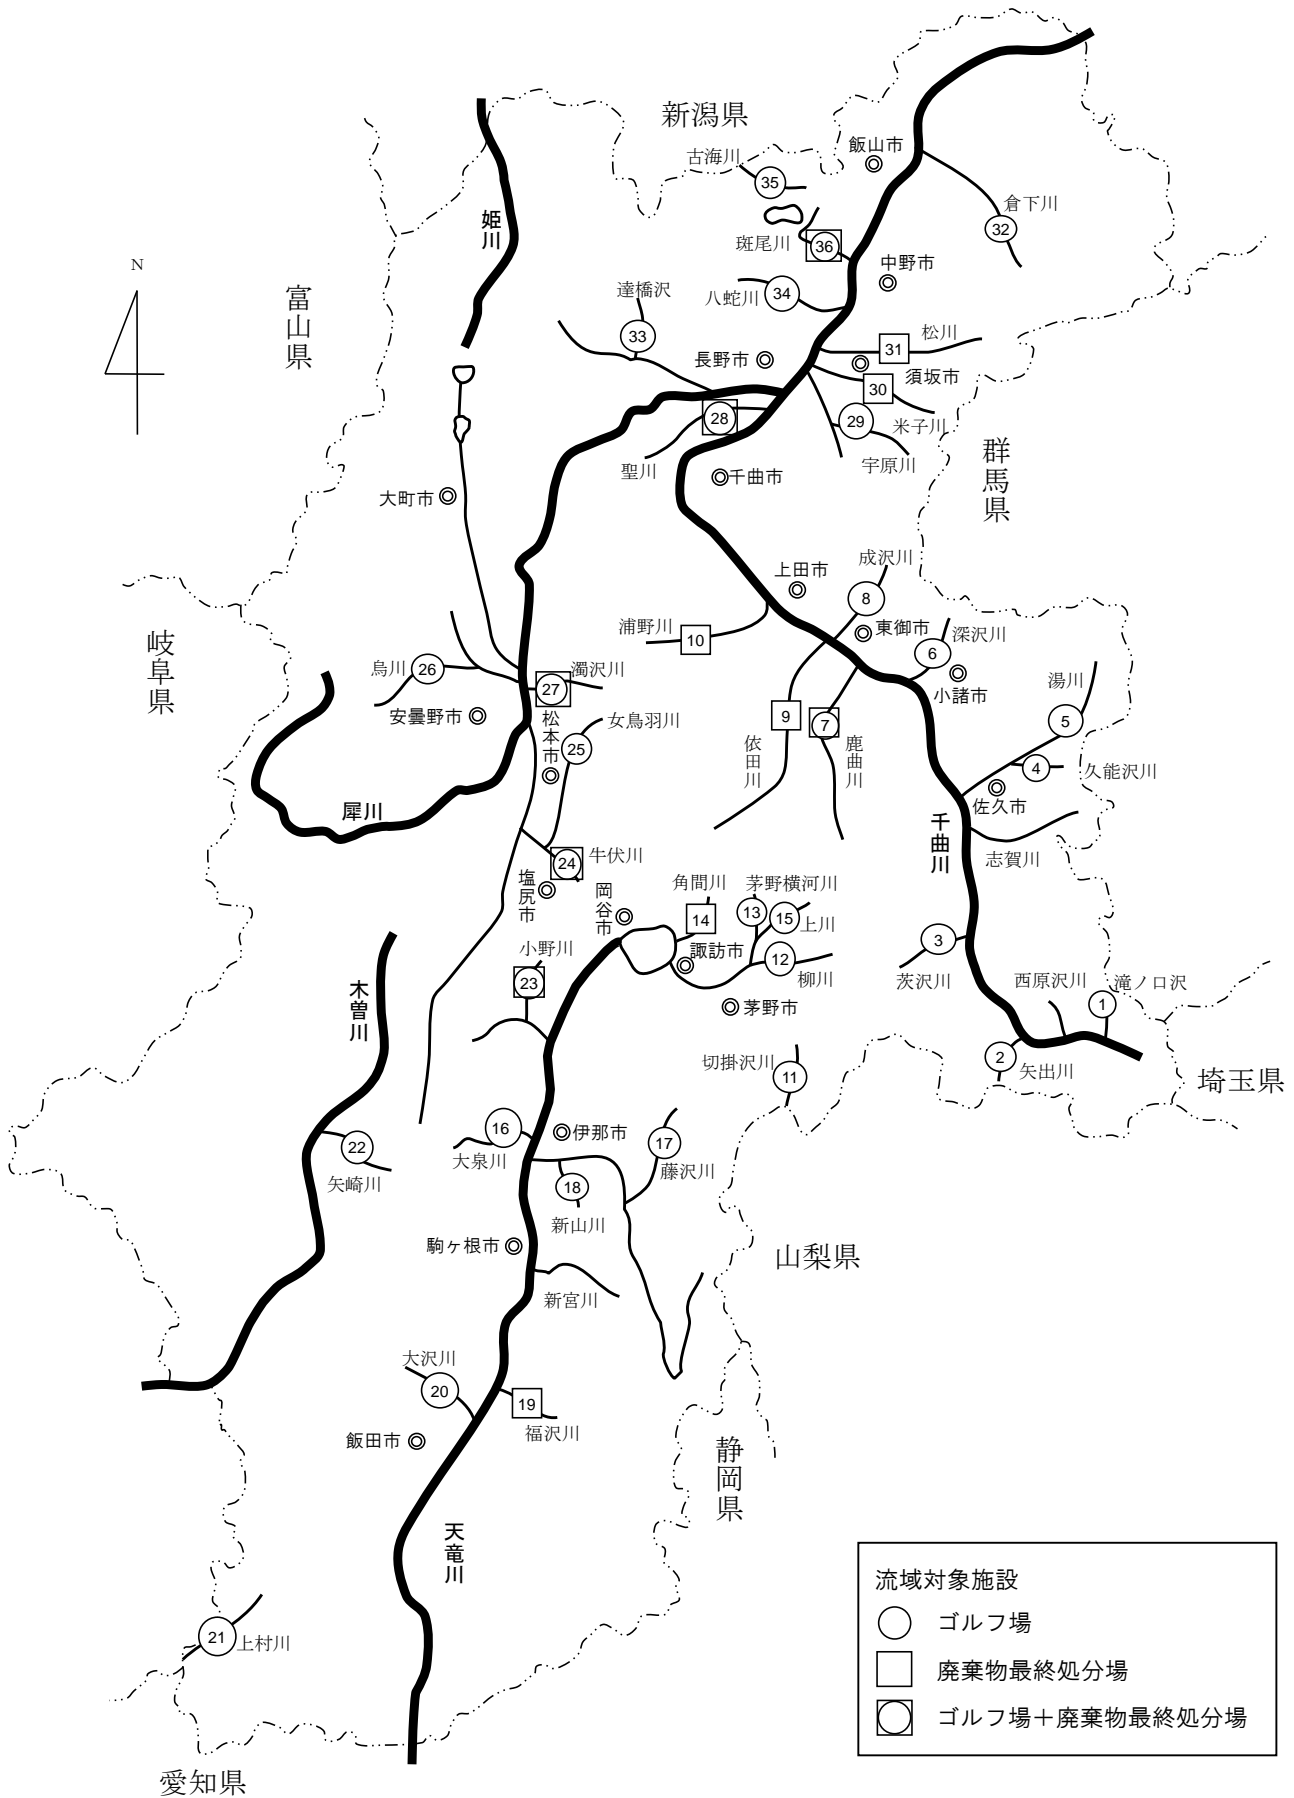 新潟県
飯山市
古海川
35
倉下川
32
姫川
斑尾川
36
中野市
N
富山県
達橋沢
八蛇川
34
33
松川
31
長野市
須坂市
30
28
29
米子川
宇原川
聖川
千曲市
群馬県
大町市
成沢川
上田市
8
浦野川
10
東御市
深沢川
6
岐阜県
烏川
26
濁沢川
27
小諸市
湯川
安曇野市
松本市
女鳥羽川
25
9
7
5
依田川
鹿曲川
4
久能沢川
佐久市
犀川
千曲川
志賀川
24
牛伏川
塩尻市
岡谷市
角間川
茅野横河川
14
13
15
上川
3
小野川
諏訪市
12
柳川
茨沢川
西原沢川
滝ノ口沢
23
木曽川
茅野市
1
切掛沢川
11
2
矢出川
埼玉県
16
伊那市
17
22
大泉川
藤沢川
矢崎川
18
新山川
駒ヶ根市
山梨県
新宮川
大沢川
20
19
飯田市
福沢川
静岡県
天竜川
流域対象施設
ゴルフ場
21
上村川
廃棄物最終処分場
ゴルフ場＋廃棄物最終処分場
愛知県